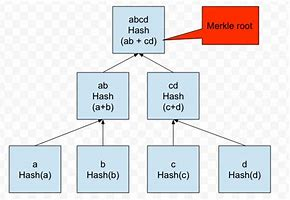 abcd
Hash
(ab + cd)
Merkle root
ab
Hash
(a+b)
cd
Hash
(c+d)
a
Hash(a)
b
Hash(b)
c
Hash(c)
d
Hash(d)